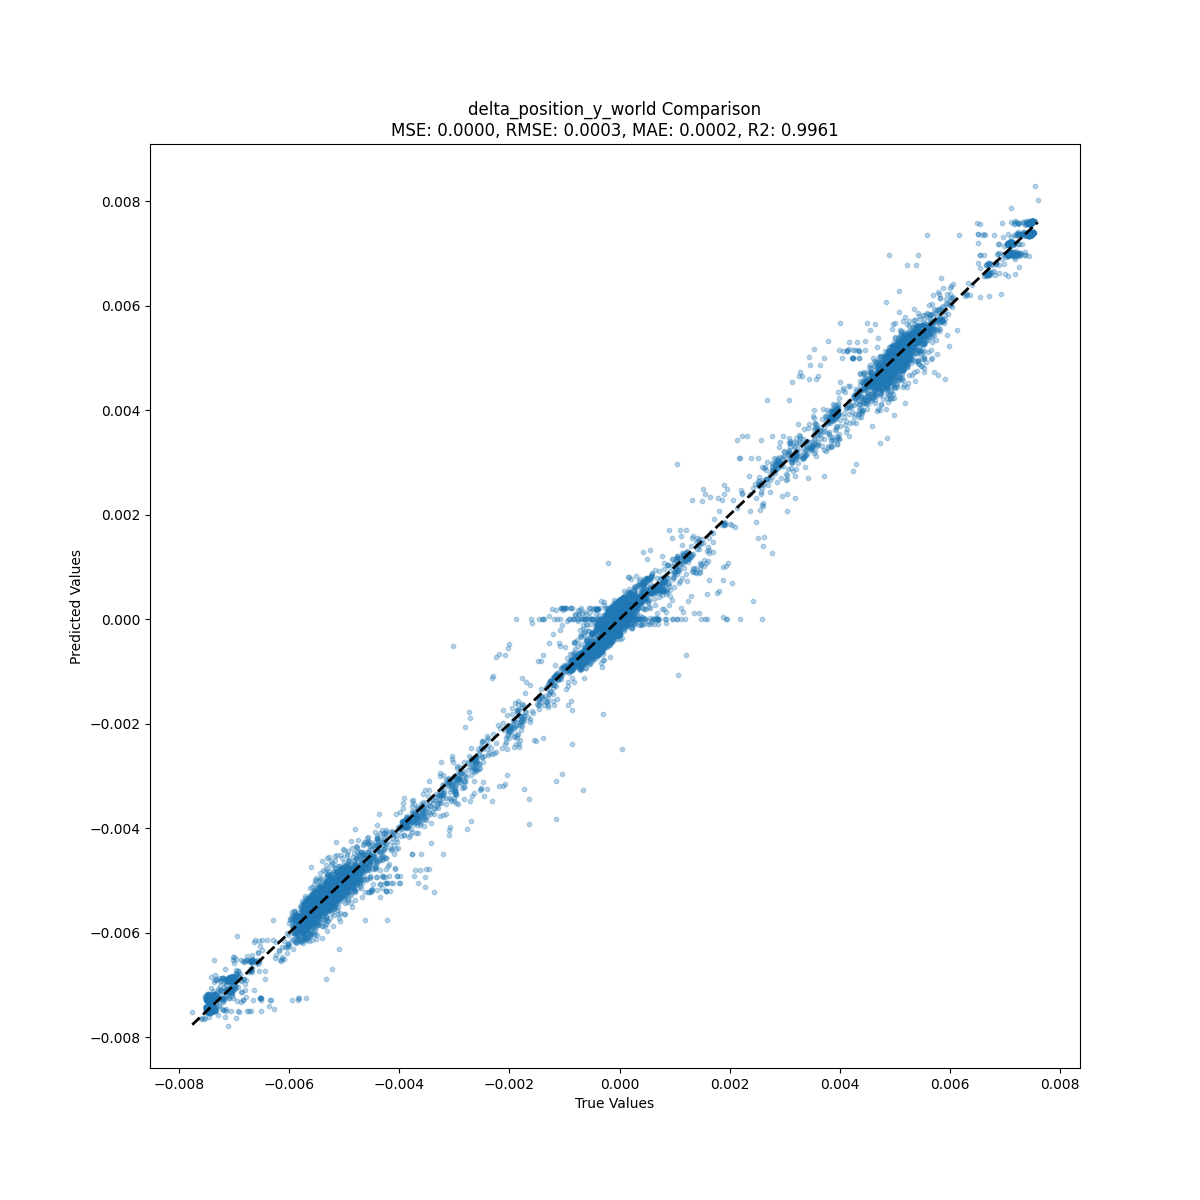 delta_position_y_world Comparison
MSE: 0.0000, RMSE: 0.0003, MAE: 0.0002, R2: 0.9961
Predicted Values
0.008
0.006
0.004
0.002
0.000
−0.002
−0.004
−0.006
−0.008
−0.008 −0.006 −0.004 −0.002 0.000 0.002 0.004 0.006 0.008
True Values